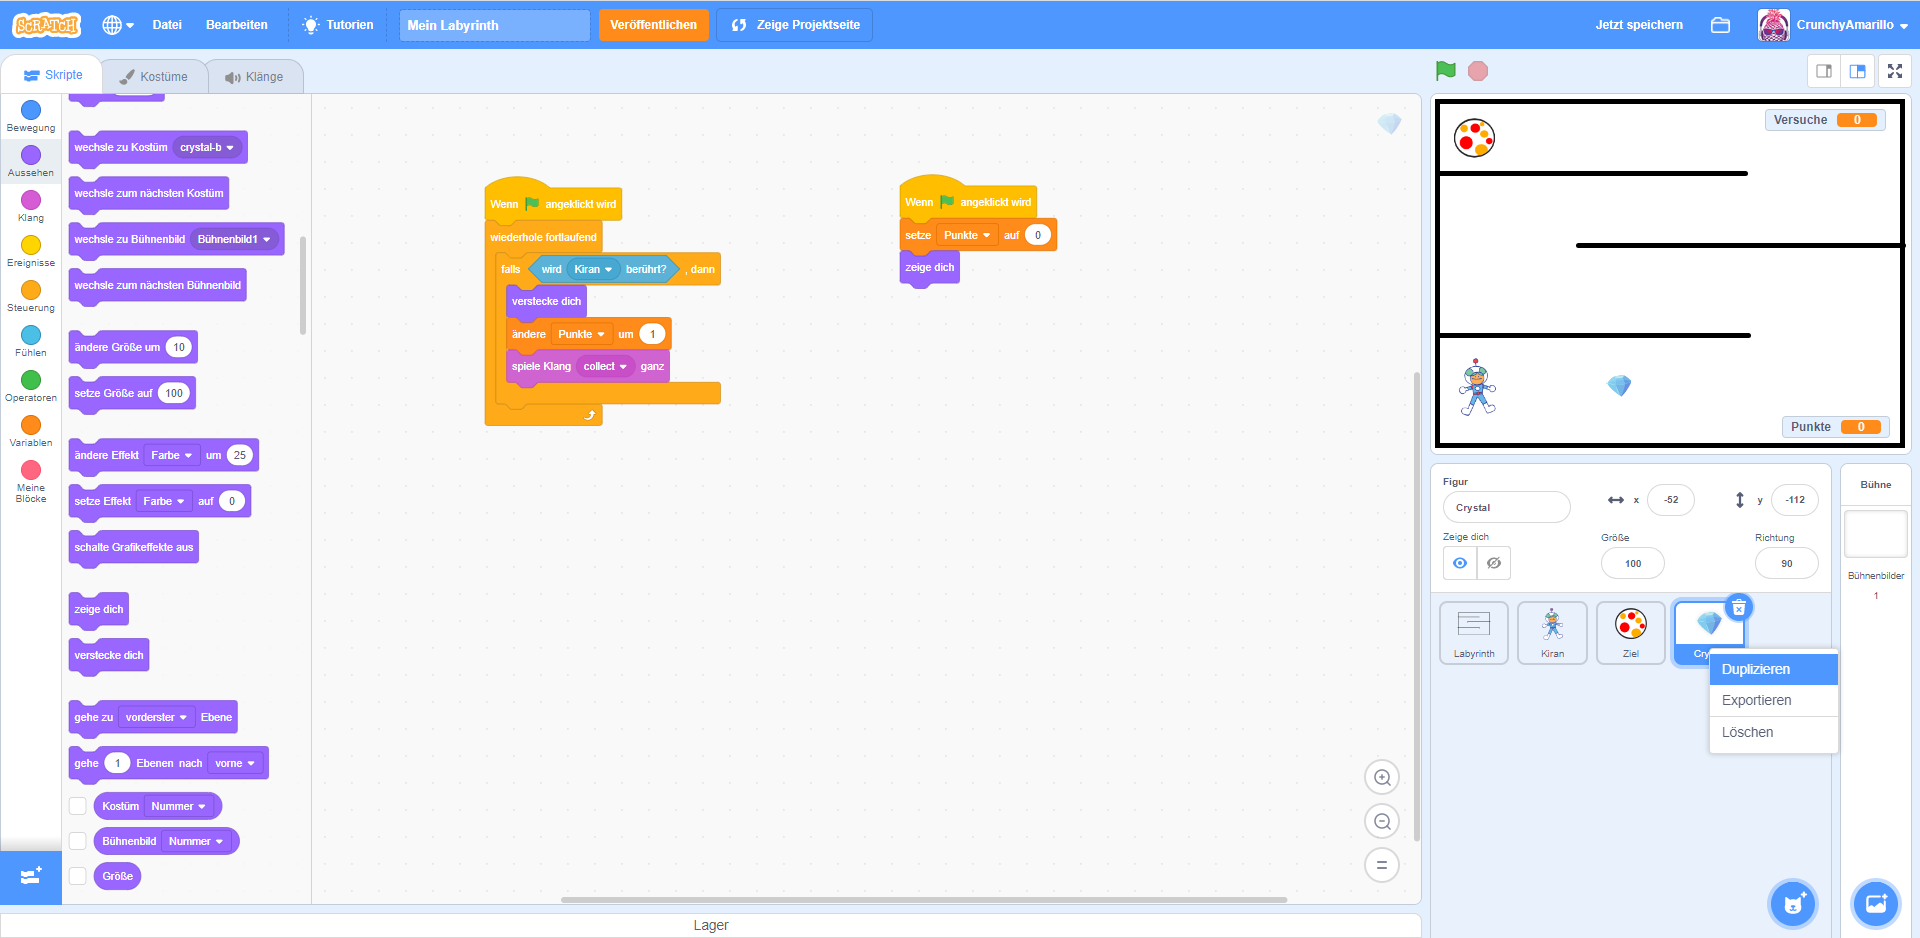 SCRATCH
Datei
Bearbeiten
Tutorien
Mein Labyrinth
Veröffentlichen
Zeige Projektseite
Jetzt speichern
CrunchyAmarillo
Skripte
Kostüme
Klänge
Bewegung
Aussehen
Klang
Ereignisse
Steuerung
Fühlen
Operatoren
Variablen
Meine
Blöcke
wechsle zu Kostüm crystal-b
wechsle zum nächsten Kostüm
wechsle zu Bühnenbild Bühnenbild1
wechsle zum nächsten Bühnenbild
ändere Größe um 10
setze Größe auf 100
ändere Effekt Farbe um 25
setze Effekt Farbe auf 0
schalte Grafikeffekte aus
zeige dich
verstecke dich
gehe zu vorderster Ebene
gehe 1 Ebenen nach vorne
Kostüm Nummer
Bühnenbild Nummer
Größe
Wenn angeklickt wird
wiederhole fortlaufend
falls wird Kiran berührt? , dann
verstecke dich
ändere Punkte um 1
spiele Klang collect ganz
Wenn angeklickt wird
setze Punkte auf 0
zeige dich
Lager
Versuche 0
Punkte 0
Figur
Crystal
x -52
y -112
Zeige dich
Größe
100
Richtung
90
Labyrinth
Kiran
Ziel
Cry
Duplizieren
Exportieren
Löschen
Bühne
Bühnenbilder
1